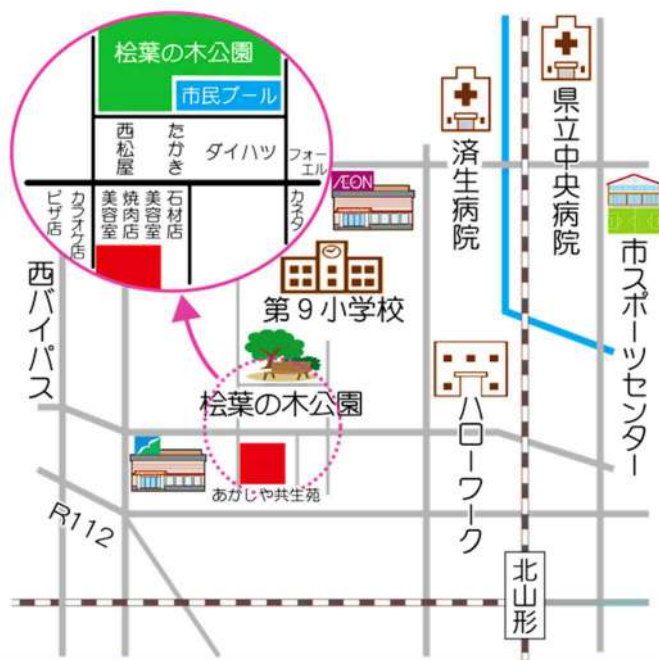 桧葉の木公園
市民プール
西松屋
たかき
ダイハツ
フォーエル
ピザ店
カラオケ店
美容室
焼肉店
美容室
石材店
カネタ
ÆON
済生病院
県立中央病院
市スポーツセンター
第9小学校
西バイパス
桧葉の木公園
ハローワーク
あかしや共生苑
R112
北山形